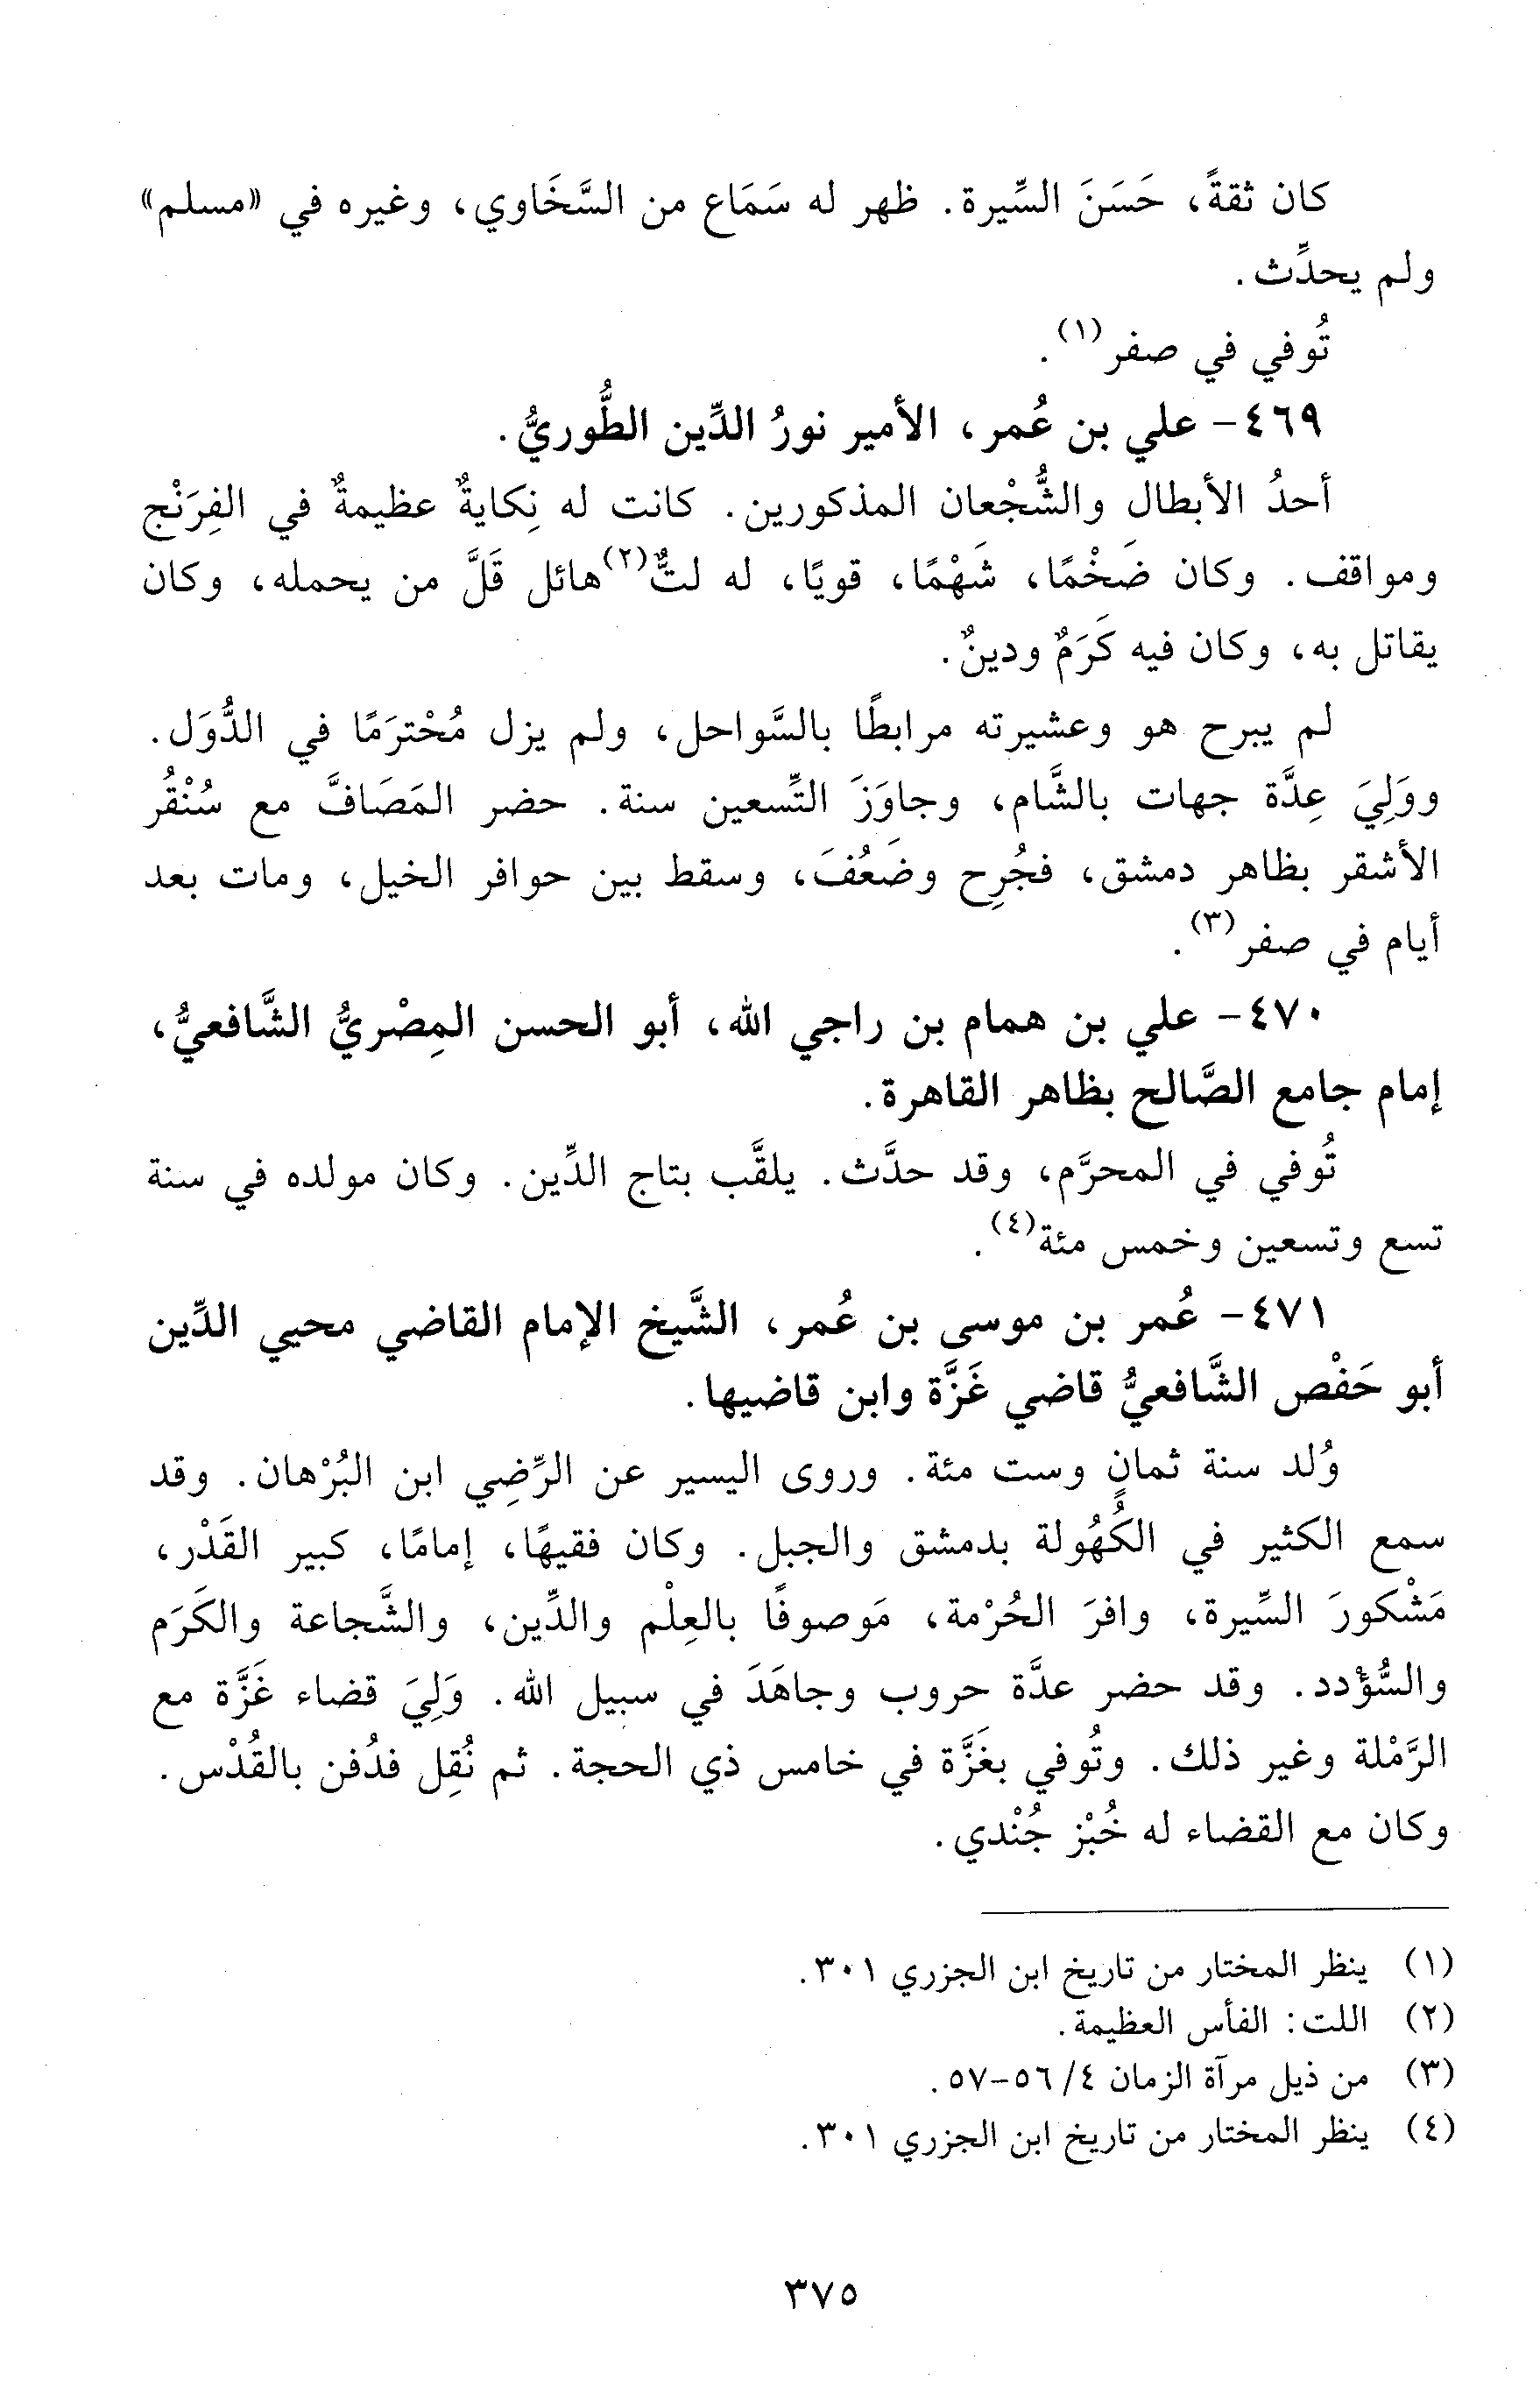 كان ثقةً، حَسَنَ السِّيرة. ظهر له سَمَاع من السَّخَاوي، وغيره في «مسلم»
ولم يحدِّث.
تُوفي في صفر(١).
٤٦٩- علي بن عُمر، الأمير نورُ الدِّين الطُّوريُّ.
أحدُ الأبطال والشُّجْعان المذكورين. كانت له نِكايةٌ عظيمةٌ في الفِرَنْج
ومواقف. وكان ضَخْمًا، شَهْمًا، قويًا، له لتٌّ(٢) هائل قَلَّ من يحمله، وكان
يقاتل به، وكان فيه كَرَمٌ ودينٌ.
لم يبرح هو وعشيرته مرابطًا بالسَّواحل، ولم يزل مُحْترَمًا في الدُّوَل.
ووَلِيَ عِدَّة جهات بالشَّام، وجاوَزَ التِّسعين سنة. حضر المَصَافَّ مع سُنْقُر
الأشقر بظاهر دمشق، فجُرِح وضَعُفَ، وسقط بين حوافر الخيل، ومات بعد
أيام في صفر(٣).
٤٧٠- علي بن همام بن راجي الله، أبو الحسن المِصْريُّ الشَّافعيُّ،
إمام جامع الصَّالح بظاهر القاهرة.
تُوفي في المحرَّم، وقد حدَّث. يلقَّب بتاج الدِّين. وكان مولده في سنة
تسع وتسعين وخمس مئة(٤).
٤٧١- عُمر بن موسى بن عُمر، الشَّيخ الإمام القاضي محيي الدِّين
أبو حَفْص الشَّافعيُّ قاضي غَزَّة وابن قاضيها.
وُلد سنة ثمانٍ وست مئة. وروى اليسير عن الرِّضِي ابن البُرْهان. وقد
سمع الكثير في الكُهُولة بدمشق والجبل. وكان فقيهًا، إمامًا، كبير القَدْر،
مَشْكورَ السِّيرة، وافرَ الحُرْمة، مَوصوفًا بالعِلْم والدِّين، والشَّجاعة والكَرَم
والسُّؤْدد. وقد حضر عدَّة حروب وجاهَدَ في سبيل الله. وَلِيَ قضاء غَزَّة مع
الرَّمْلة وغير ذلك. وتُوفي بغَزَّة في خامس ذي الحجة. ثم نُقِل فدُفن بالقُدْس.
وكان مع القضاء له خُبْز جُنْدي.
(١) ينظر المختار من تاريخ ابن الجزري ٣٠١.
(٢) اللت: الفأس العظيمة.
(٣) من ذيل مرآة الزمان ٤/ ٥٦-٥٧.
(٤) ينظر المختار من تاريخ ابن الجزري ٣٠١.
٣٧٥